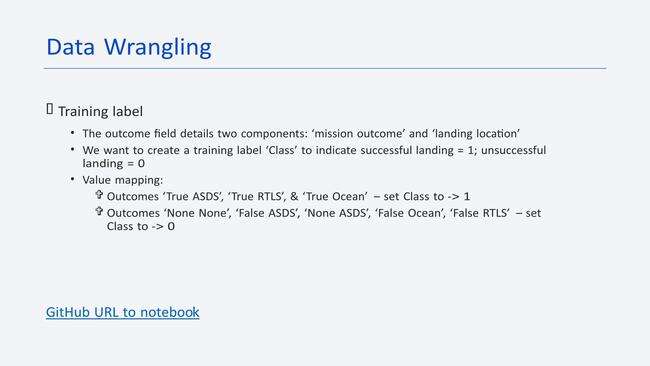 Data Wrangling
Training label
• The outcome field details two components: ‘mission outcome’ and ‘landing location’
• We want to create a training label ‘Class’ to indicate successful landing = 1; unsuccessful
landing = 0
• Value mapping:
✞ Outcomes ‘True ASDS’, ‘True RTLS’, & ‘True Ocean’ – set Class to -> 1
✞ Outcomes ‘None None’, ‘False ASDS’, ‘None ASDS’, ‘False Ocean’, ‘False RTLS’ – set
Class to -> 0
GitHub URL to notebook